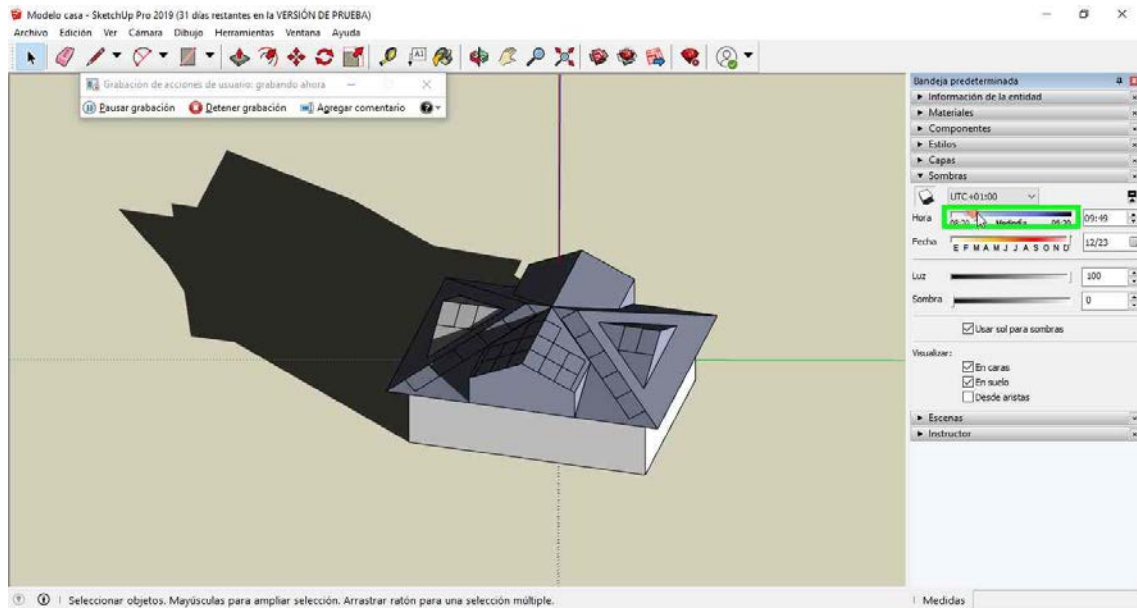 Modelo casa - SketchUp Pro 2019 (31 días restantes en la VERSIÓN DE PRUEBA)
Archivo Edición Ver Cámara Dibujo Herramientas Ventana Ayuda
Grabación de acciones de usuario: grabando ahora
Pausar grabación Detener grabación Agregar comentario
Bandeja predeterminada
Información de la entidad
Materiales
Componentes
Estilos
Capas
Sombras
UTC+01:00
Hora 09:49
Fecha E F M A M J J A S O N D 12/23
Luz 100
Sombra 0
Usar sol para sombras
Visualizar:
En caras
En suelo
Desde aristas
Escenas
Instructor
Seleccionar objetos. Mayúsculas para ampliar selección. Arrastrar ratón para una selección múltiple.
Medidas